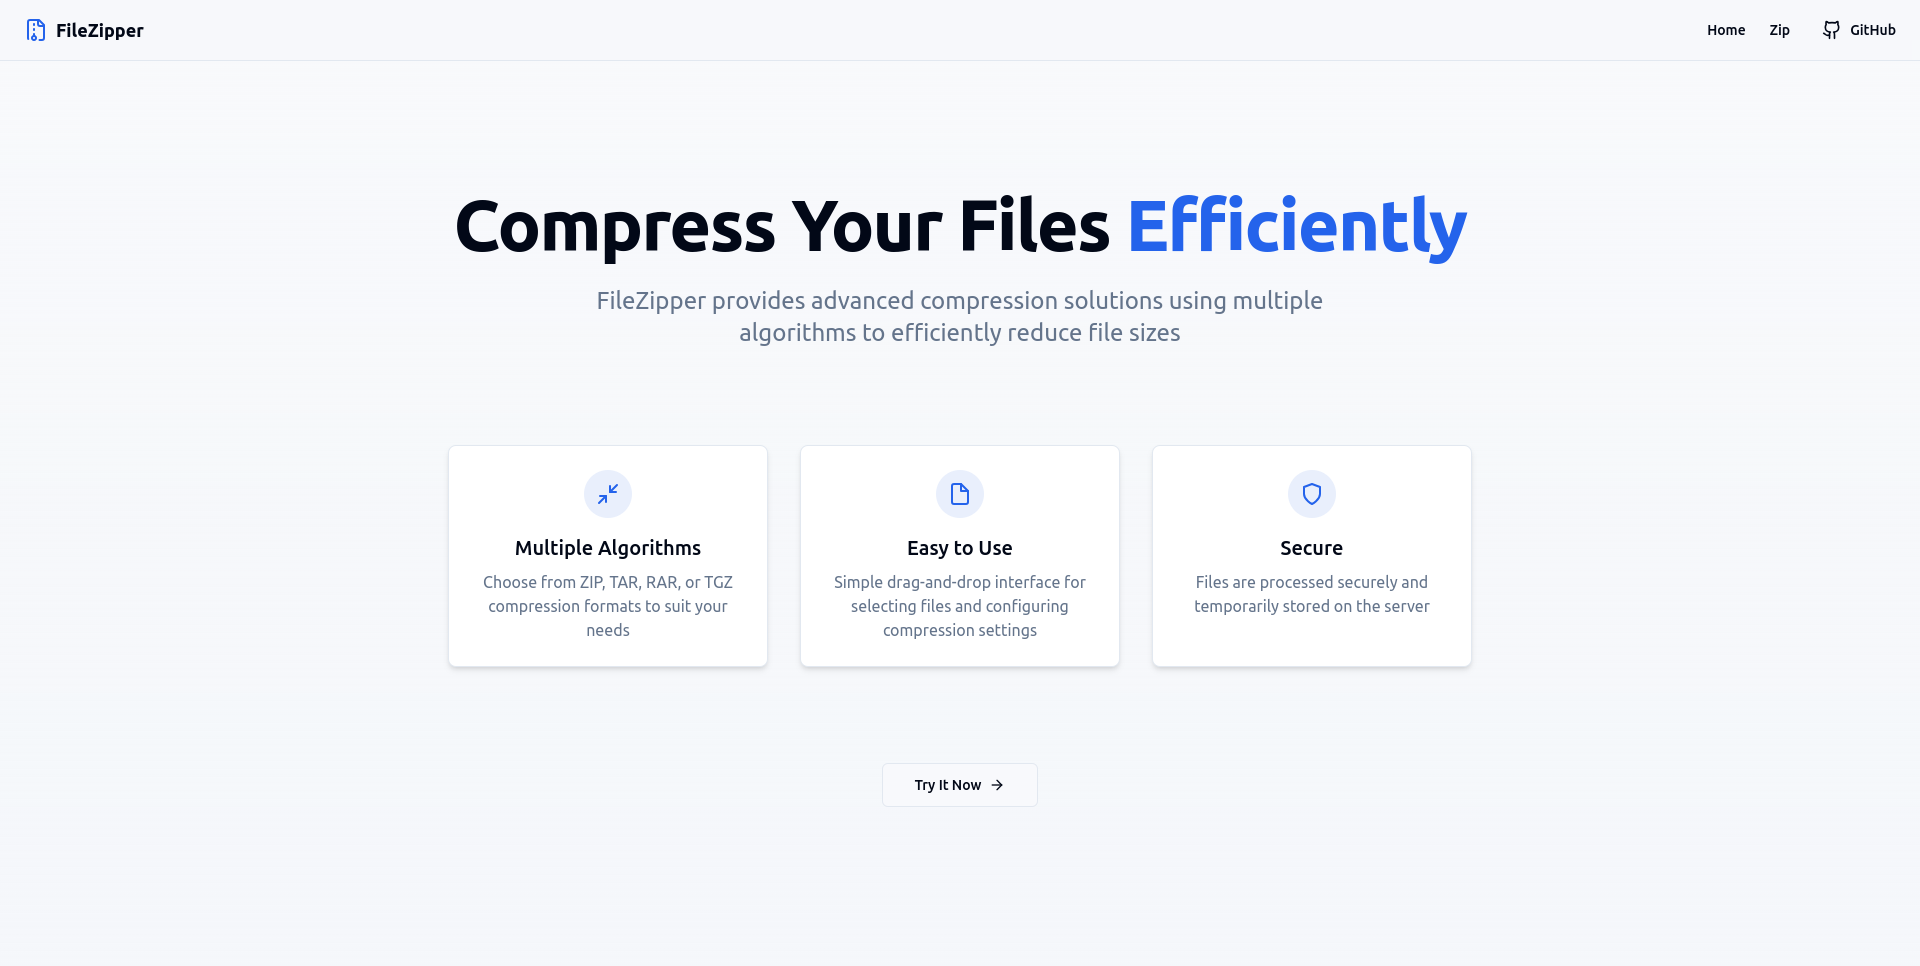 FileZipper
Home
Zip
GitHub
Compress Your Files Efficiently
FileZipper provides advanced compression solutions using multiple
algorithms to efficiently reduce file sizes
Multiple Algorithms
Choose from ZIP, TAR, RAR, or TGZ
compression formats to suit your
needs
Easy to Use
Simple drag-and-drop interface for
selecting files and configuring
compression settings
Secure
Files are processed securely and
temporarily stored on the server
Try It Now